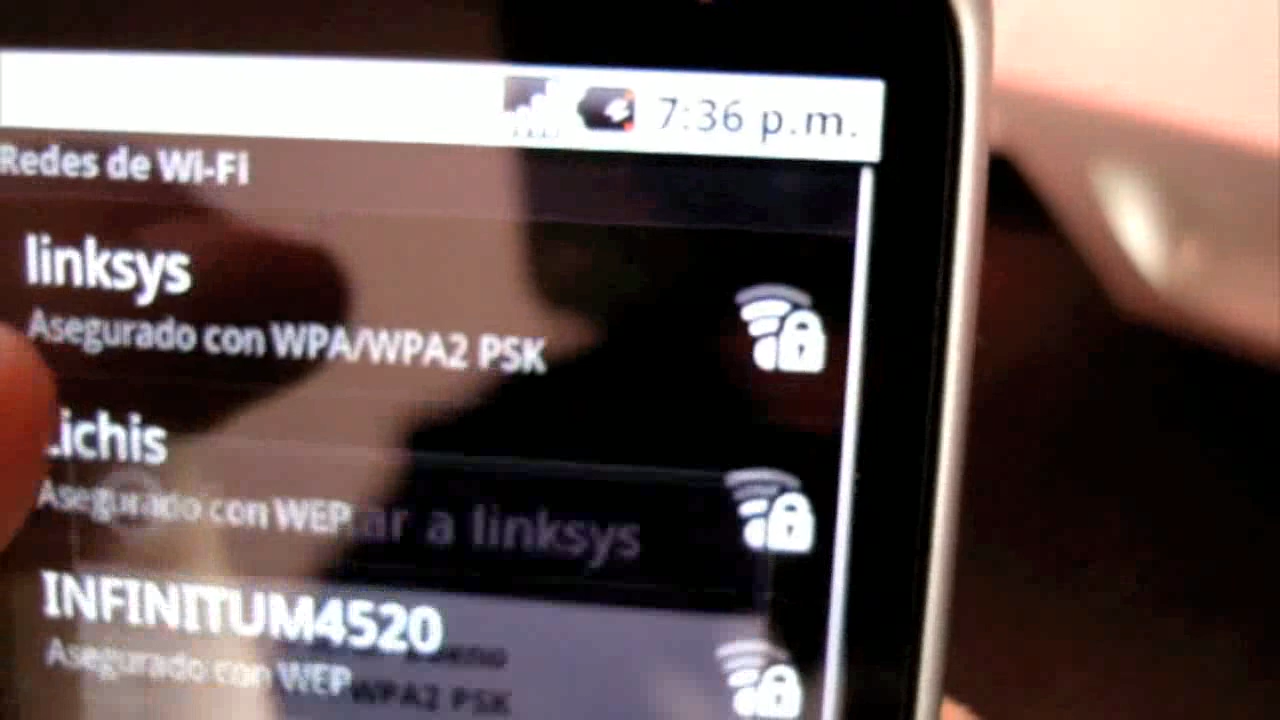 7:36 p.m.
Redes de Wi-Fi
linksys
Asegurado con WPA/WPA2 PSK
Lichis
Asegurado con WEP
ar a linksys
INFINITUM4520
Asegurado con WEP
WPA2 PSK